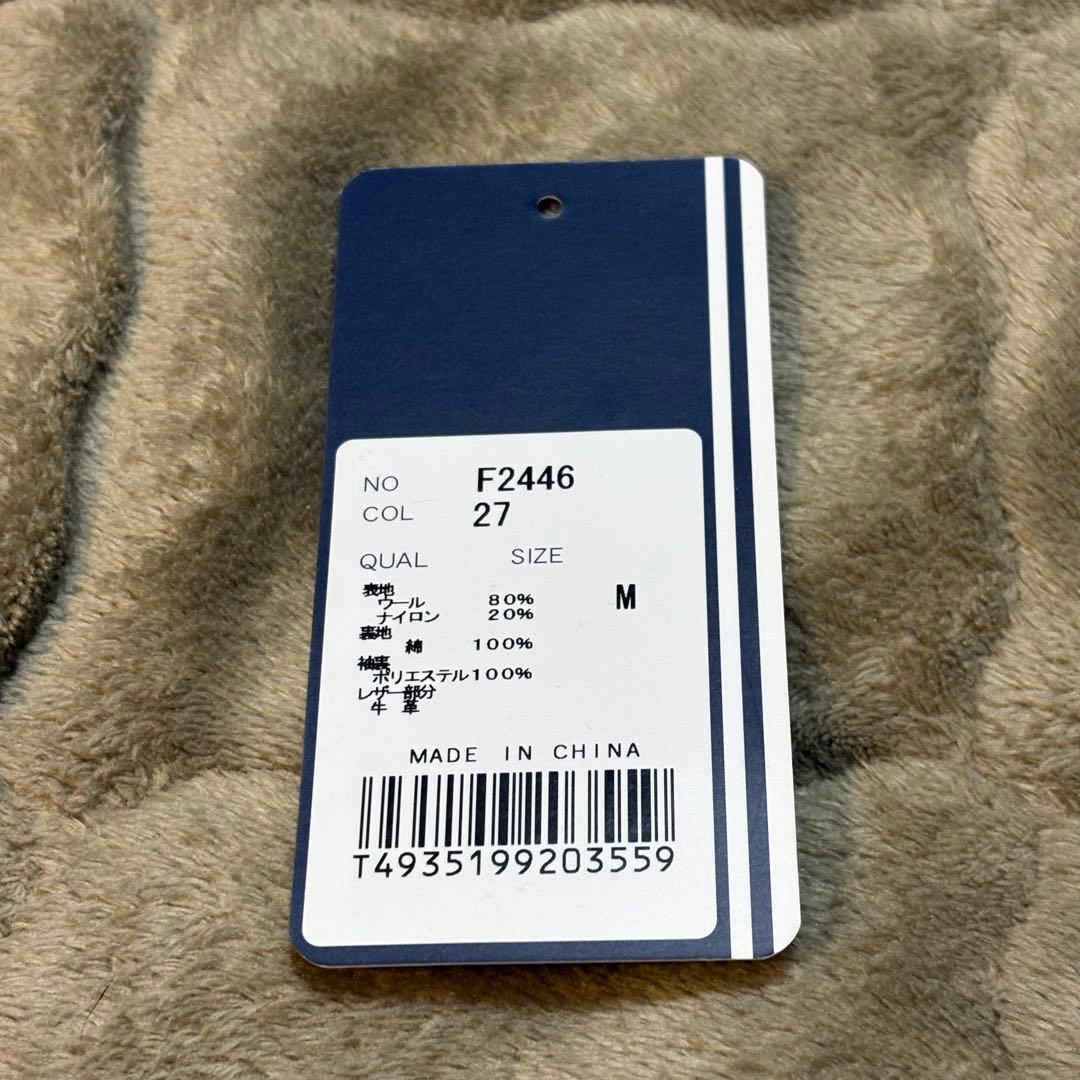 NO F2446
COL 27
QUAL SIZE
表地
ウール 80% M
ナイロン 20%
裏地
綿 100%
袖裏
ポリエステル100%
レザー部分
牛 革
MADE IN CHINA
T4935199203559